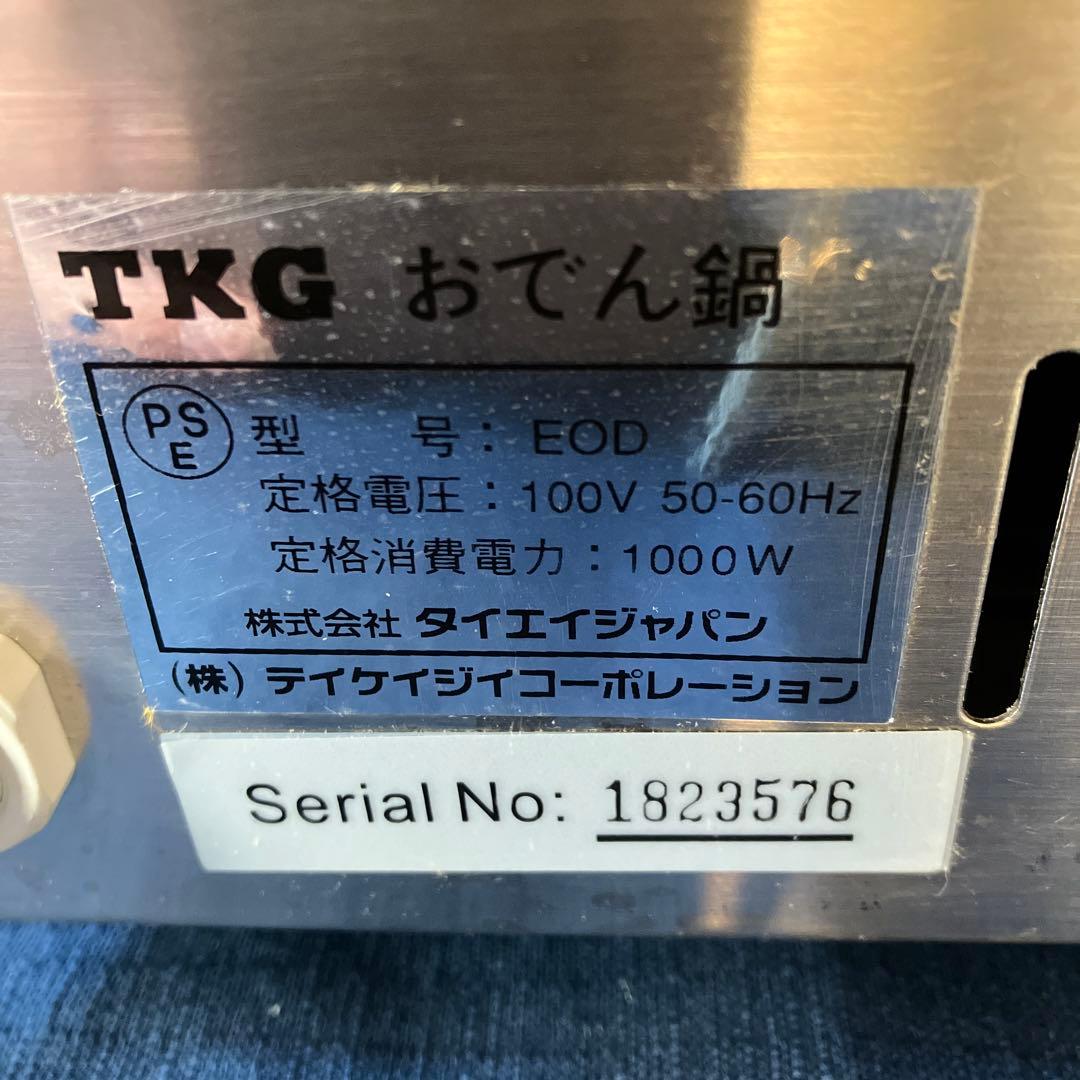 TKG おでん鍋
PSE 型 号: EOD
定格電圧: 100V 50-60Hz
定格消費電力: 1000W
株式会社 タイエイジャパン
(株) テイケイジイコーポレーション
Serial No: 1823576